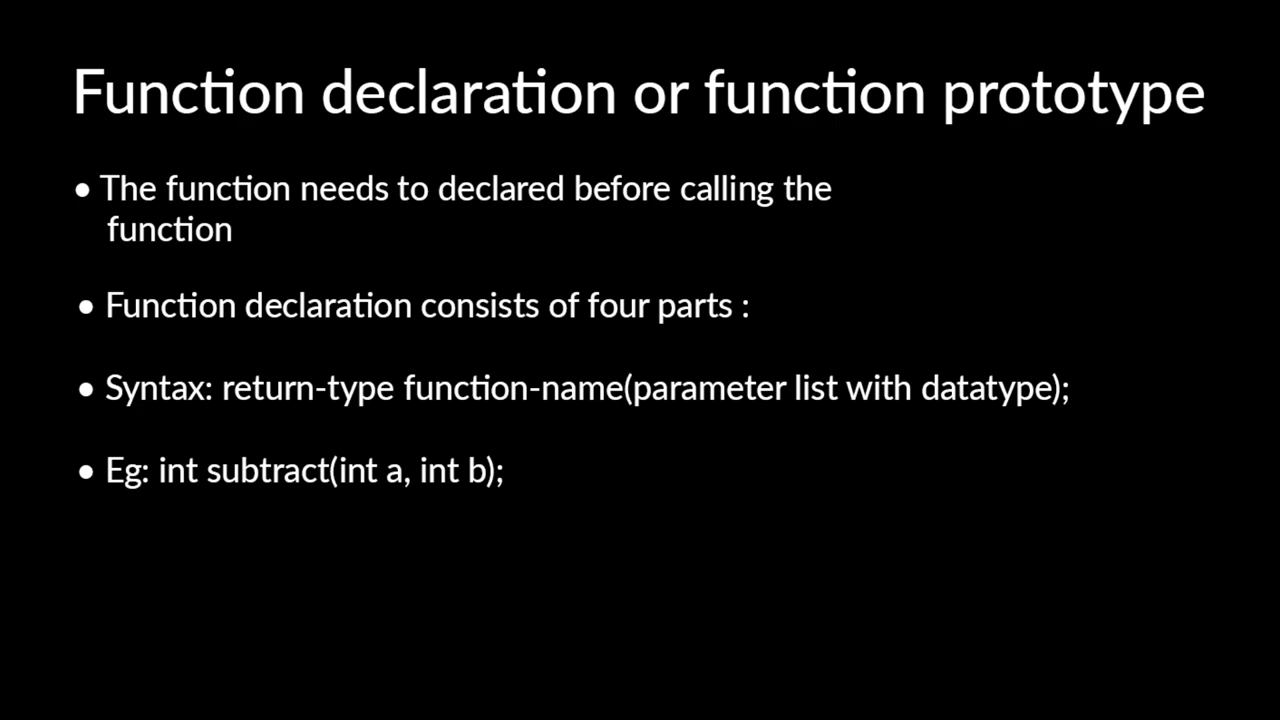 Function declaration or function prototype
• The function needs to declared before calling the
function
• Function declaration consists of four parts :
• Syntax: return-type function-name(parameter list with datatype);
• Eg: int subtract(int a, int b);